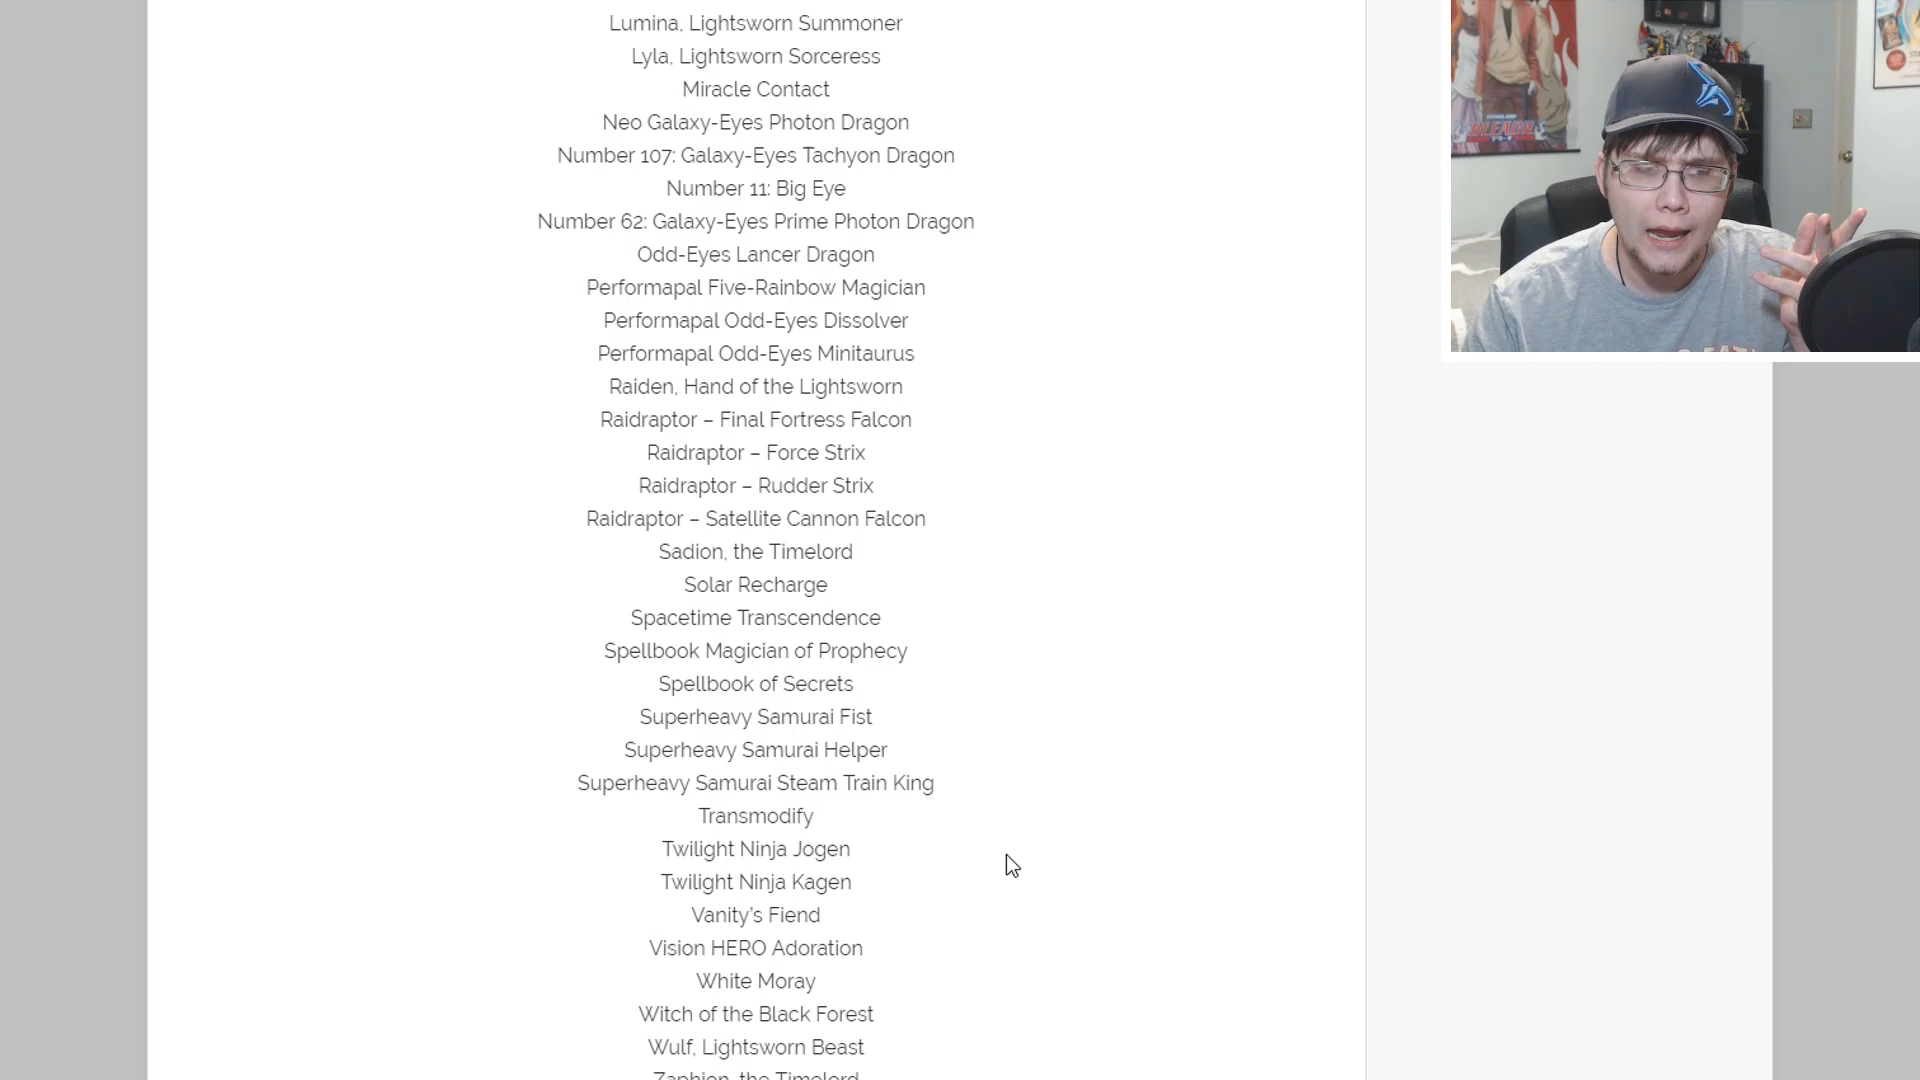 Lumina, Lightsworn Summoner
Lyla, Lightsworn Sorceress
Miracle Contact
Neo Galaxy-Eyes Photon Dragon
Number 107: Galaxy-Eyes Tachyon Dragon
Number 11: Big Eye
Number 62: Galaxy-Eyes Prime Photon Dragon
Odd-Eyes Lancer Dragon
Performapal Five-Rainbow Magician
Performapal Odd-Eyes Dissolver
Performapal Odd-Eyes Minitaurus
Raiden, Hand of the Lightsworn
Raidraptor – Final Fortress Falcon
Raidraptor – Force Strix
Raidraptor – Rudder Strix
Raidraptor – Satellite Cannon Falcon
Sadion, the Timelord
Solar Recharge
Spacetime Transcendence
Spellbook Magician of Prophecy
Spellbook of Secrets
Superheavy Samurai Fist
Superheavy Samurai Helper
Superheavy Samurai Steam Train King
Transmodify
Twilight Ninja Jogen
Twilight Ninja Kagen
Vanity’s Fiend
Vision HERO Adoration
White Moray
Witch of the Black Forest
Wulf, Lightsworn Beast
Zaphion, the Timelord
BLEACH